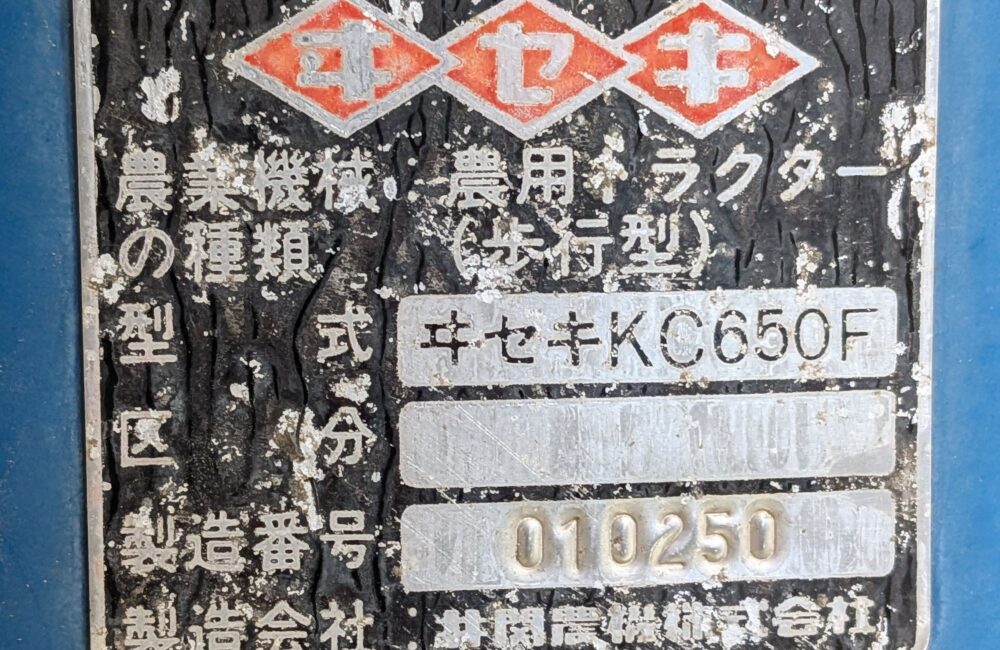 ヰセキ
農業機械の種類 農用トラクター(歩行型)
型式 ヰセキKC650F
区分
製造番号 010250
製造会社 井関農機株式会社